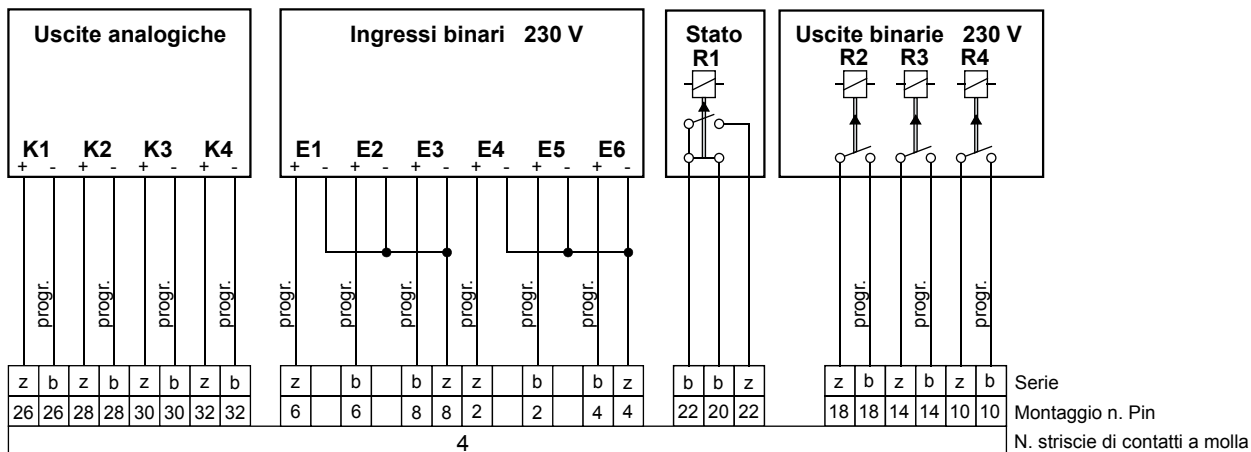 Uscite analogiche
Ingressi binari 230 V
Stato
Uscite binarie 230 V
R1
R2 R3 R4
K1 K2 K3 K4
E1 E2 E3 E4 E5 E6
+ - + - + - + -
+ - + - + - + - + - + -
progr. progr. progr. progr. progr. progr. progr. progr. progr. progr. progr. progr. progr.
z b z b z b z b z b b z z b b z b b z z b z b z b Serie
26 26 28 28 30 30 32 32 6 6 8 8 2 2 4 4 22 20 22 18 18 14 14 10 10 Montaggio n. Pin
4 N. striscie di contatti a molla